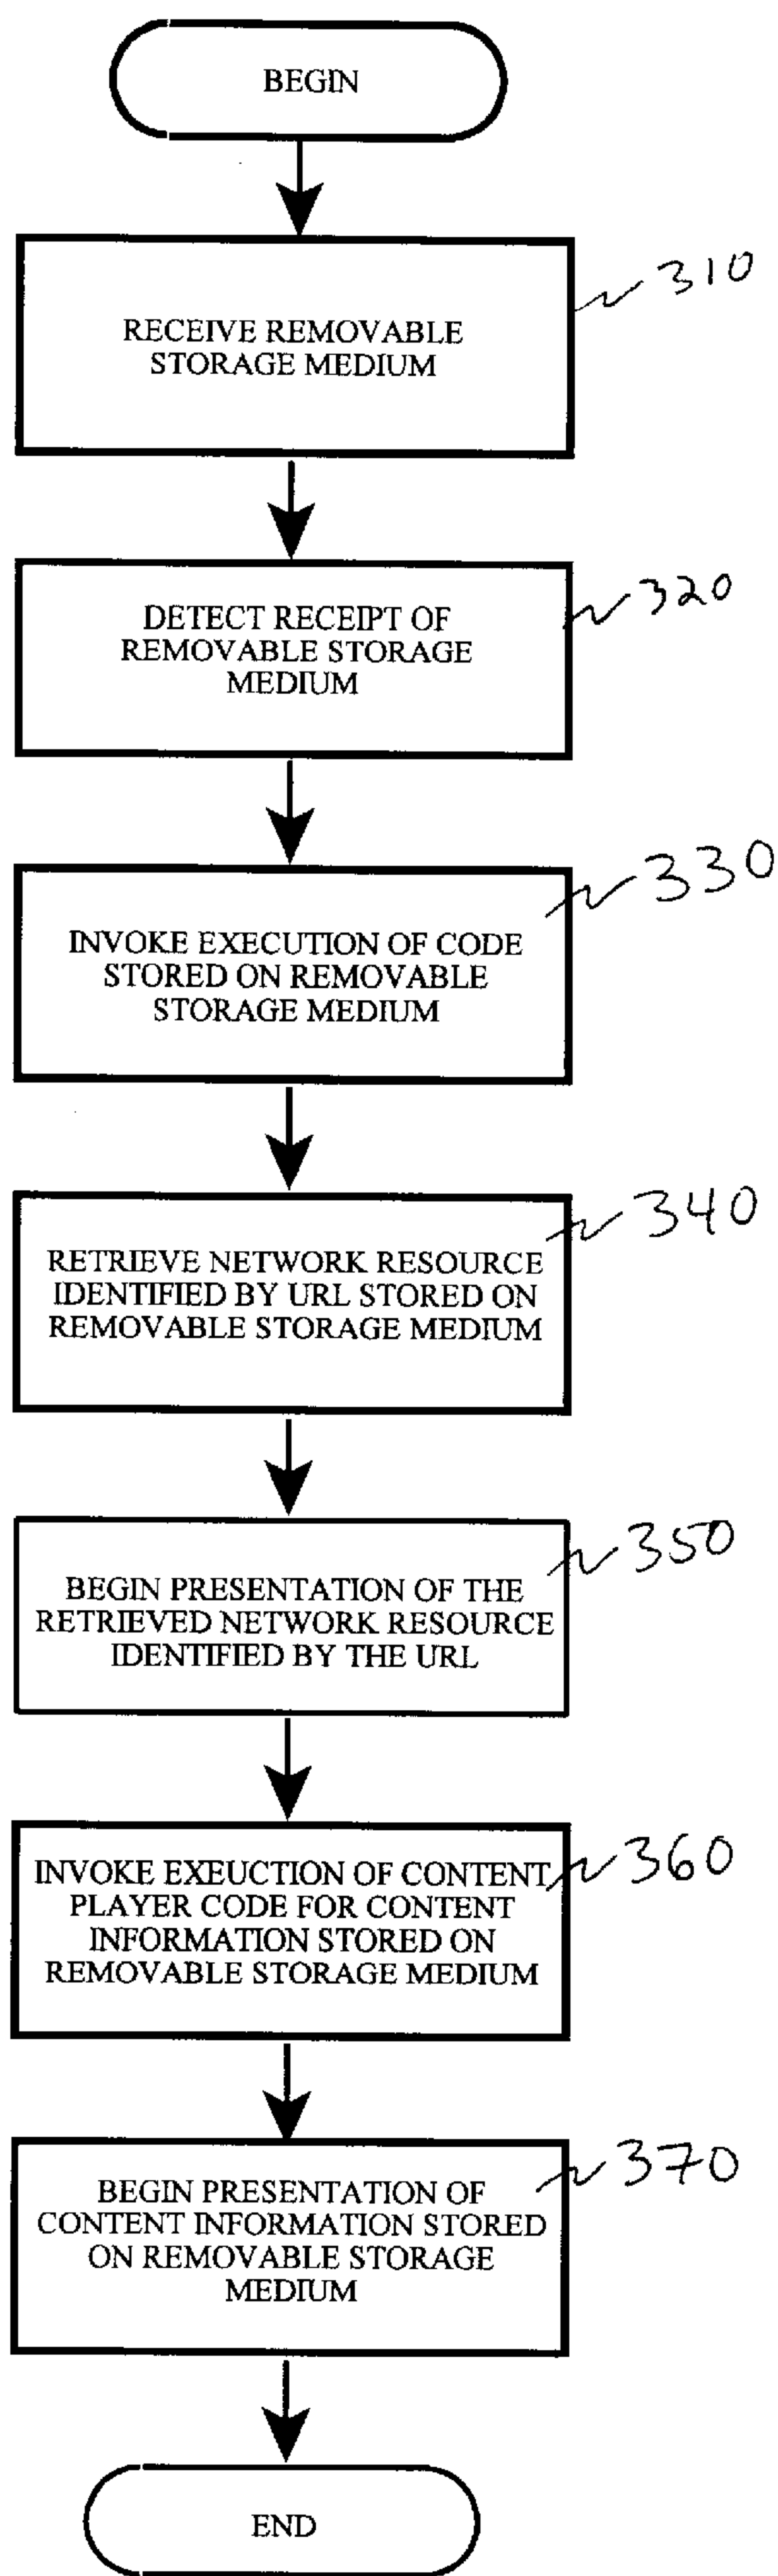 BEGIN
310
RECEIVE REMOVABLE
STORAGE MEDIUM
320
DETECT RECEIPT OF
REMOVABLE STORAGE
MEDIUM
330
INVOKE EXECUTION OF CODE
STORED ON REMOVABLE
STORAGE MEDIUM
340
RETRIEVE NETWORK RESOURCE
IDENTIFIED BY URL STORED ON
REMOVABLE STORAGE MEDIUM
350
BEGIN PRESENTATION OF THE
RETRIEVED NETWORK RESOURCE
IDENTIFIED BY THE URL
360
INVOKE EXEUCTION OF CONTENT
PLAYER CODE FOR CONTENT
INFORMATION STORED ON
REMOVABLE STORAGE MEDIUM
370
BEGIN PRESENTATION OF
CONTENT INFORMATION STORED
ON REMOVABLE STORAGE
MEDIUM
END